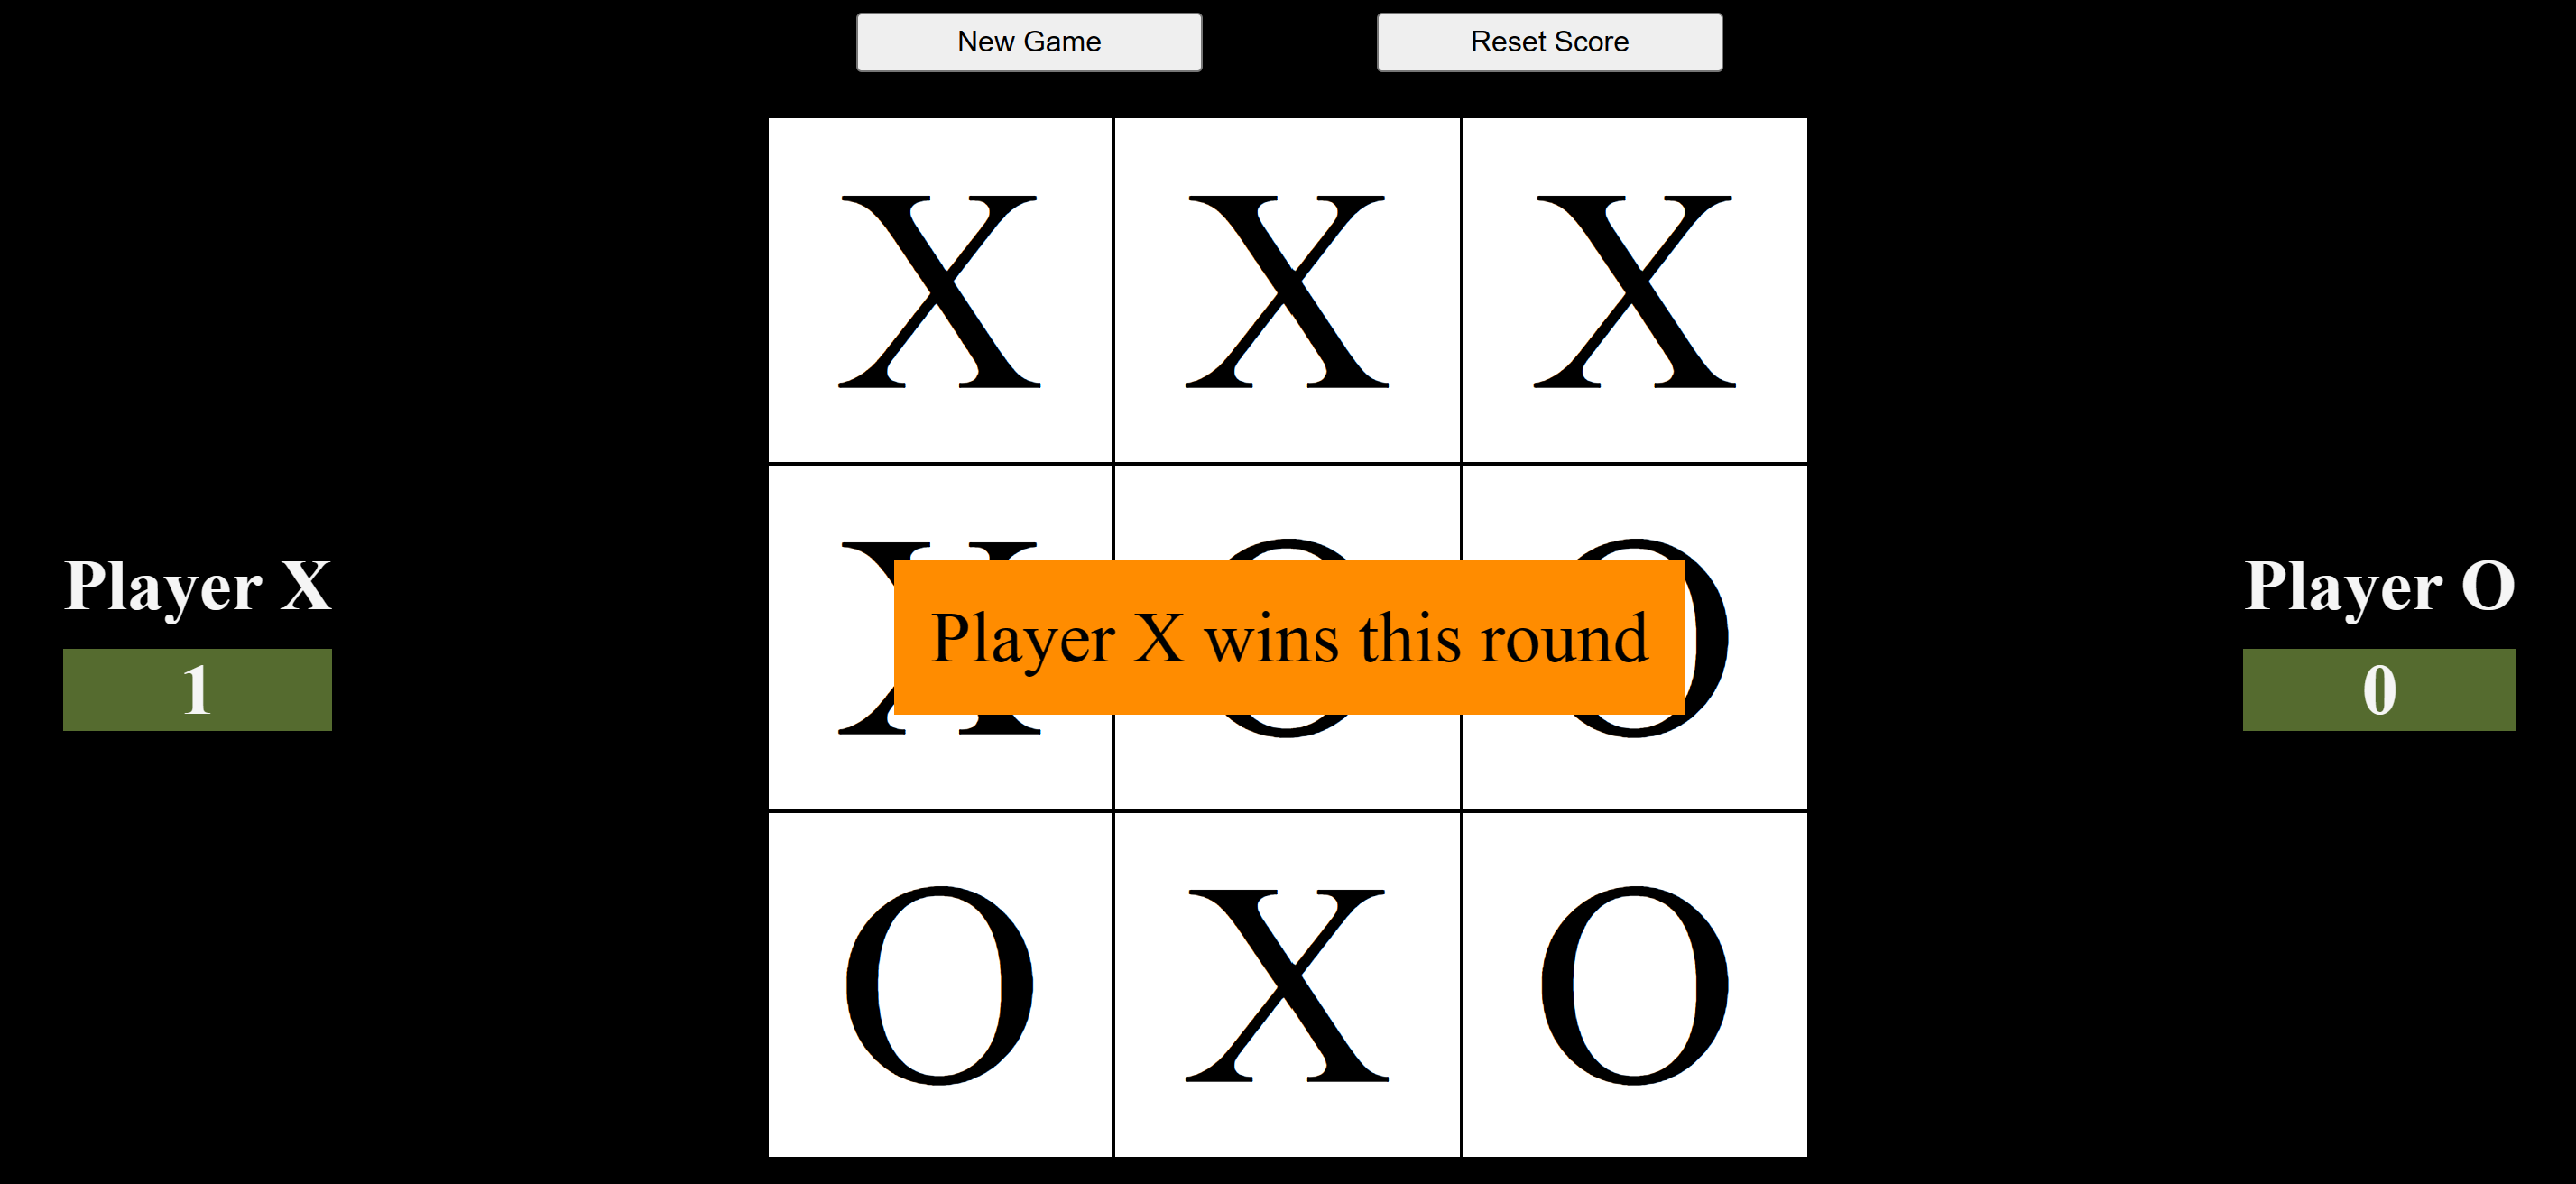 New Game Reset Score
X X X
Player X
1
X O O
Player X wins this round
Player O
0
O X O